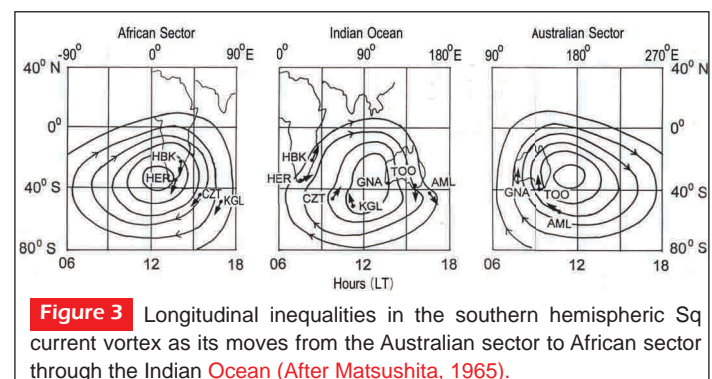 African Sector Indian Ocean Australian Sector
-90° 0° 90° E 0° 90° 180° E 90° 180° 270° E
40° N 40° N
0° 0°
HBK HBK
HER HER TOO AML
CZT CZT GNA GNA TOO
KGL KGL AML
40° S 40° S
80° S 80° S
06 12 18 06 12 18 06 12 18
Hours (LT)
Figure 3 Longitudinal inequalities in the southern hemispheric Sq
current vortex as its moves from the Australian sector to African sector
through the Indian Ocean (After Matsushita, 1965).